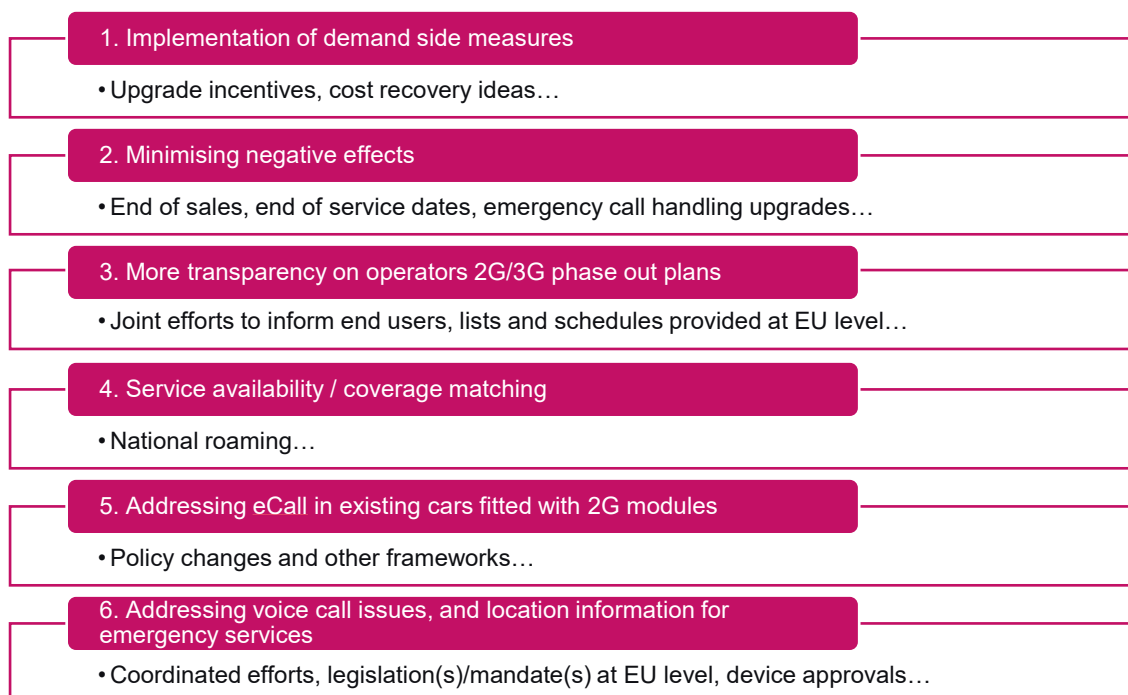 1. Implementation of demand side measures
• Upgrade incentives, cost recovery ideas…
2. Minimising negative effects
• End of sales, end of service dates, emergency call handling upgrades…
3. More transparency on operators 2G/3G phase out plans
• Joint efforts to inform end users, lists and schedules provided at EU level…
4. Service availability / coverage matching
• National roaming…
5. Addressing eCall in existing cars fitted with 2G modules
• Policy changes and other frameworks…
6. Addressing voice call issues, and location information for
emergency services
• Coordinated efforts, legislation(s)/mandate(s) at EU level, device approvals…